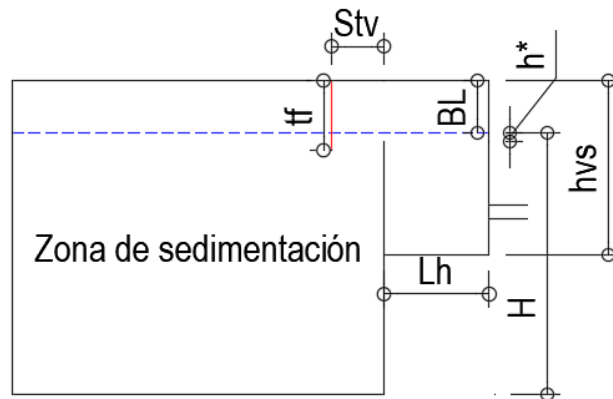 Stv
h*
tf
BL
hvs
Zona de sedimentación
Lh
H